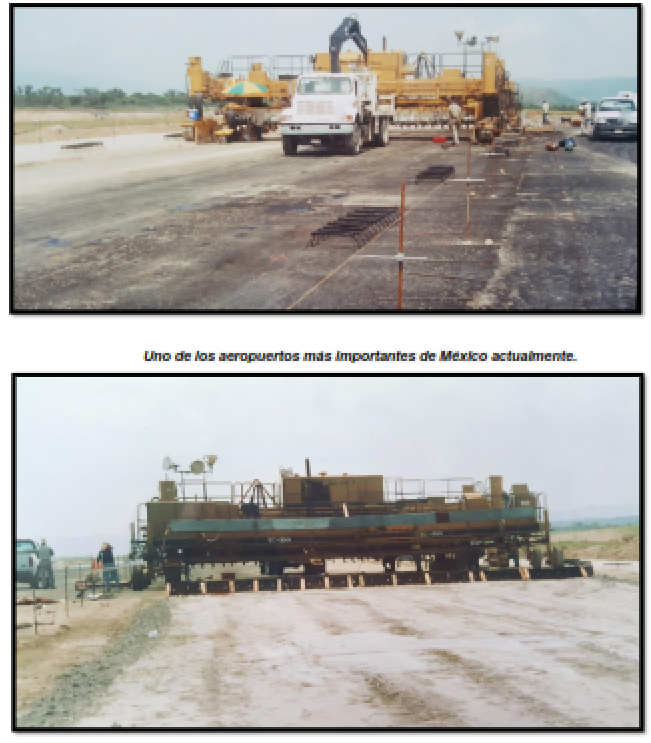 Uno de los aeropuertos más importantes de México actualmente.